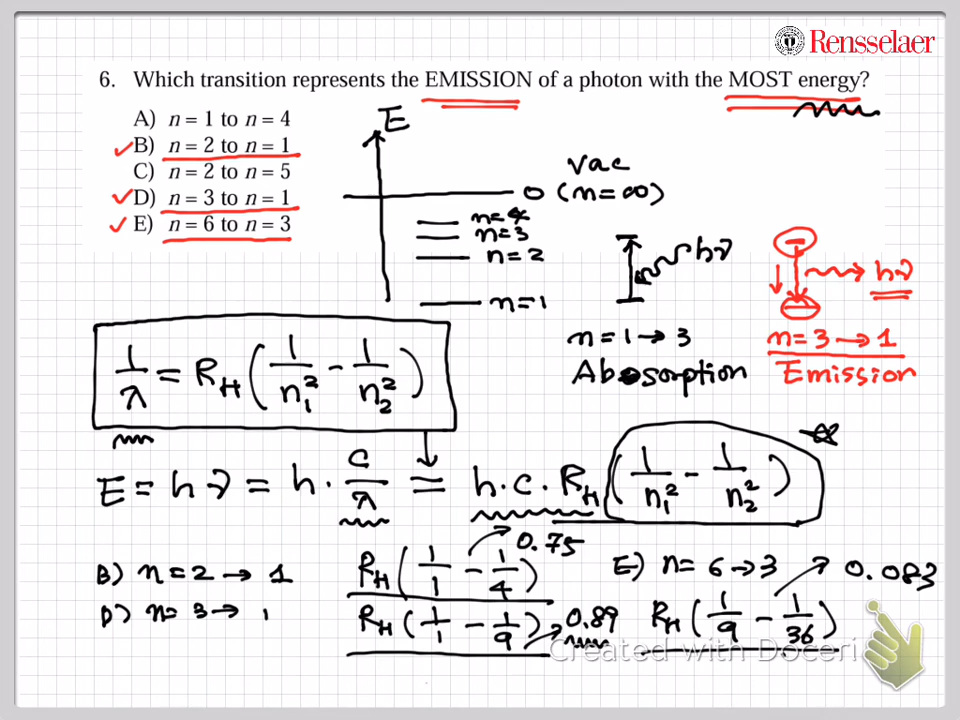 Rensselaer
6. Which transition represents the EMISSION of a photon with the MOST energy?
A) n = 1 to n = 4
B) n = 2 to n = 1
C) n = 2 to n = 5
D) n = 3 to n = 1
E) n = 6 to n = 3
E
Vac
0 (n=∞)
n=4
n=3
n=2
n=1
hν
n=1→3
Abosorption
hν
n=3→1
Emission
1/λ = R_H (1/n₁² - 1/n₂²)
E = hν = h · c/λ = h·c·R_H (1/n₁² - 1/n₂²)
B) n=2→1 R_H (1/1 - 1/4) 0.75
D) n=3→1 R_H (1/1 - 1/9) 0.89
E) n=6→3 0.083
R_H (1/9 - 1/36)
Created with Doceri